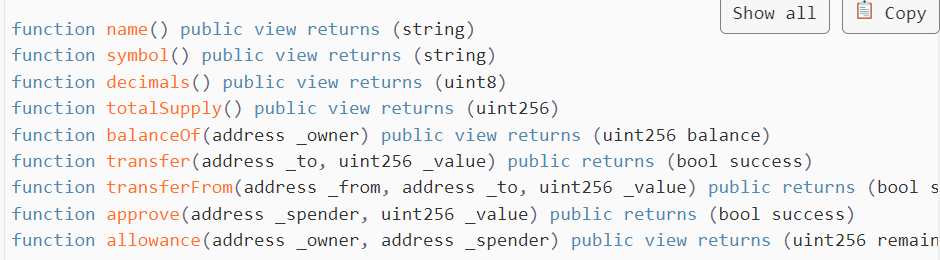 Show all
Copy
function name() public view returns (string)
function symbol() public view returns (string)
function decimals() public view returns (uint8)
function totalSupply() public view returns (uint256)
function balanceOf(address _owner) public view returns (uint256 balance)
function transfer(address _to, uint256 _value) public returns (bool success)
function transferFrom(address _from, address _to, uint256 _value) public returns (bool s
function approve(address _spender, uint256 _value) public returns (bool success)
function allowance(address _owner, address _spender) public view returns (uint256 remain